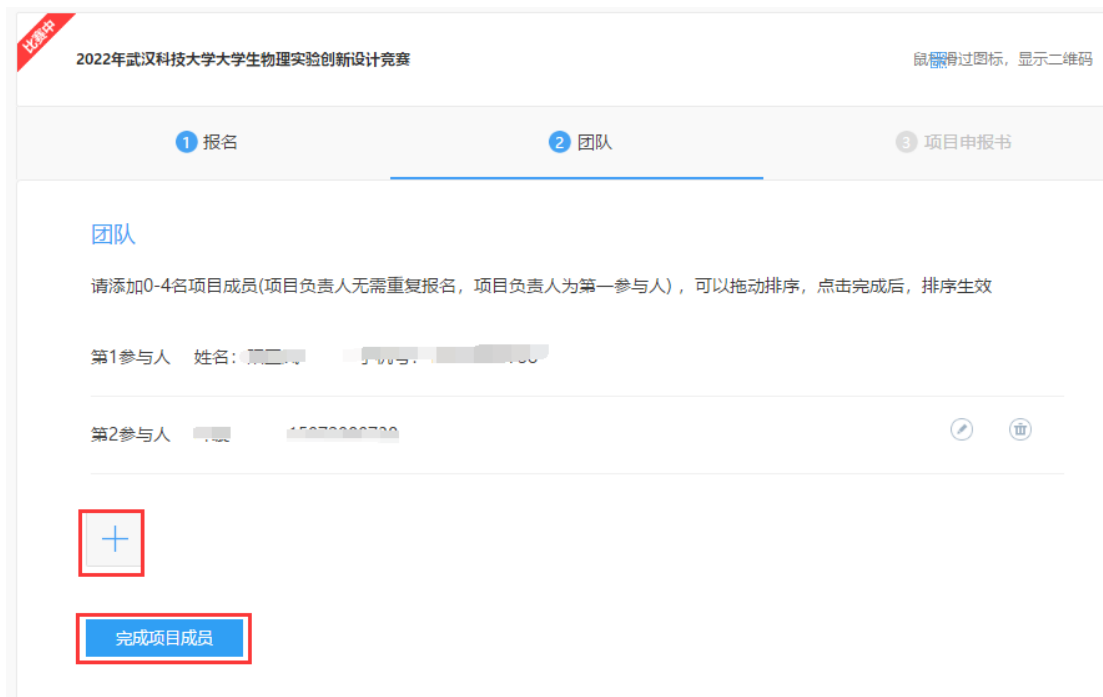 比赛中
2022年武汉科技大学大学生物理实验创新设计竞赛
鼠标滑过图标，显示二维码
1 报名
2 团队
3 项目申报书
团队
请添加0-4名项目成员(项目负责人无需重复报名，项目负责人为第一参与人) ，可以拖动排序，点击完成后，排序生效
第1参与人 姓名：
第2参与人
完成项目成员